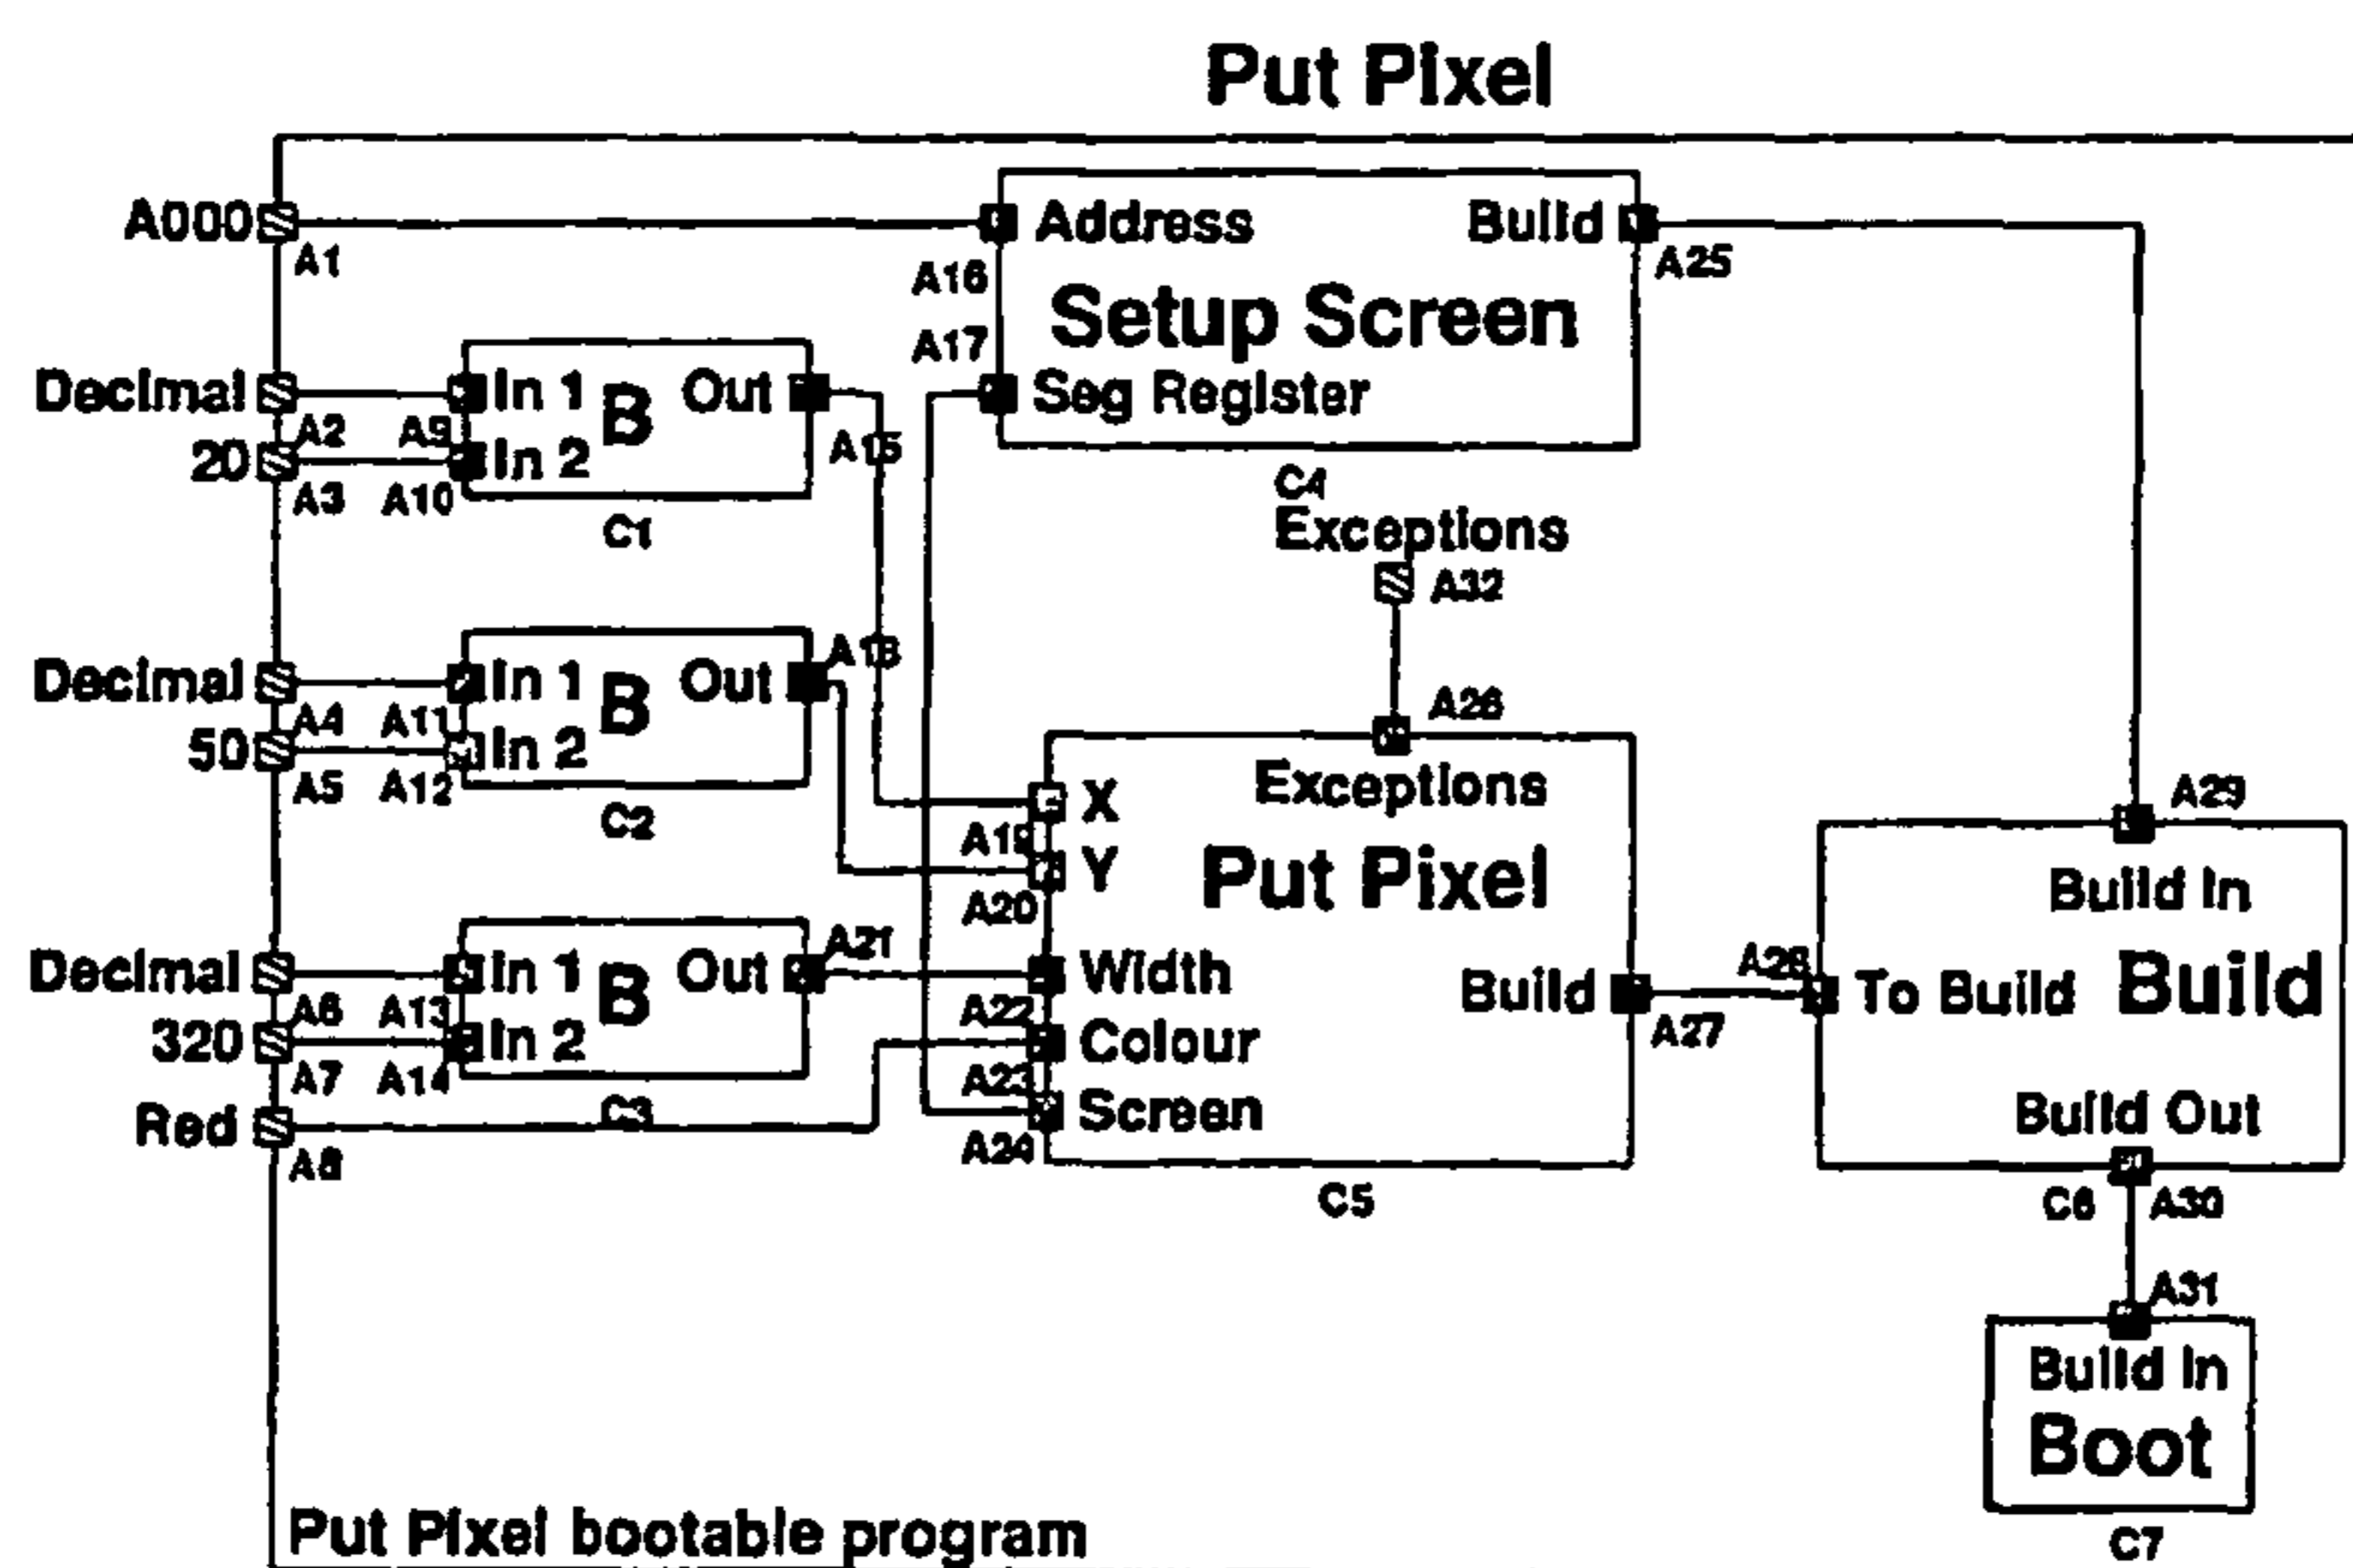 Put Pixel
A000
A1
Address
Build
A16
A25
Setup Screen
A17
Seg Register
C4
Decimal
A2
A9
In 1
B
Out
A15
20
A3
A10
In 2
C1
Exceptions
A32
Decimal
A4
A11
In 1
B
Out
50
A5
A12
In 2
C2
A26
Exceptions
X
A19
Y
A20
Put Pixel
Decimal
A6
A13
In 1
B
Out
A21
320
A7
A14
In 2
C3
Width
A22
Colour
A23
Screen
A24
Red
A8
Build
A27
C5
A29
Build In
A28
To Build
Build
Build Out
C6
A30
A31
Build In
Boot
C7
Put Pixel bootable program